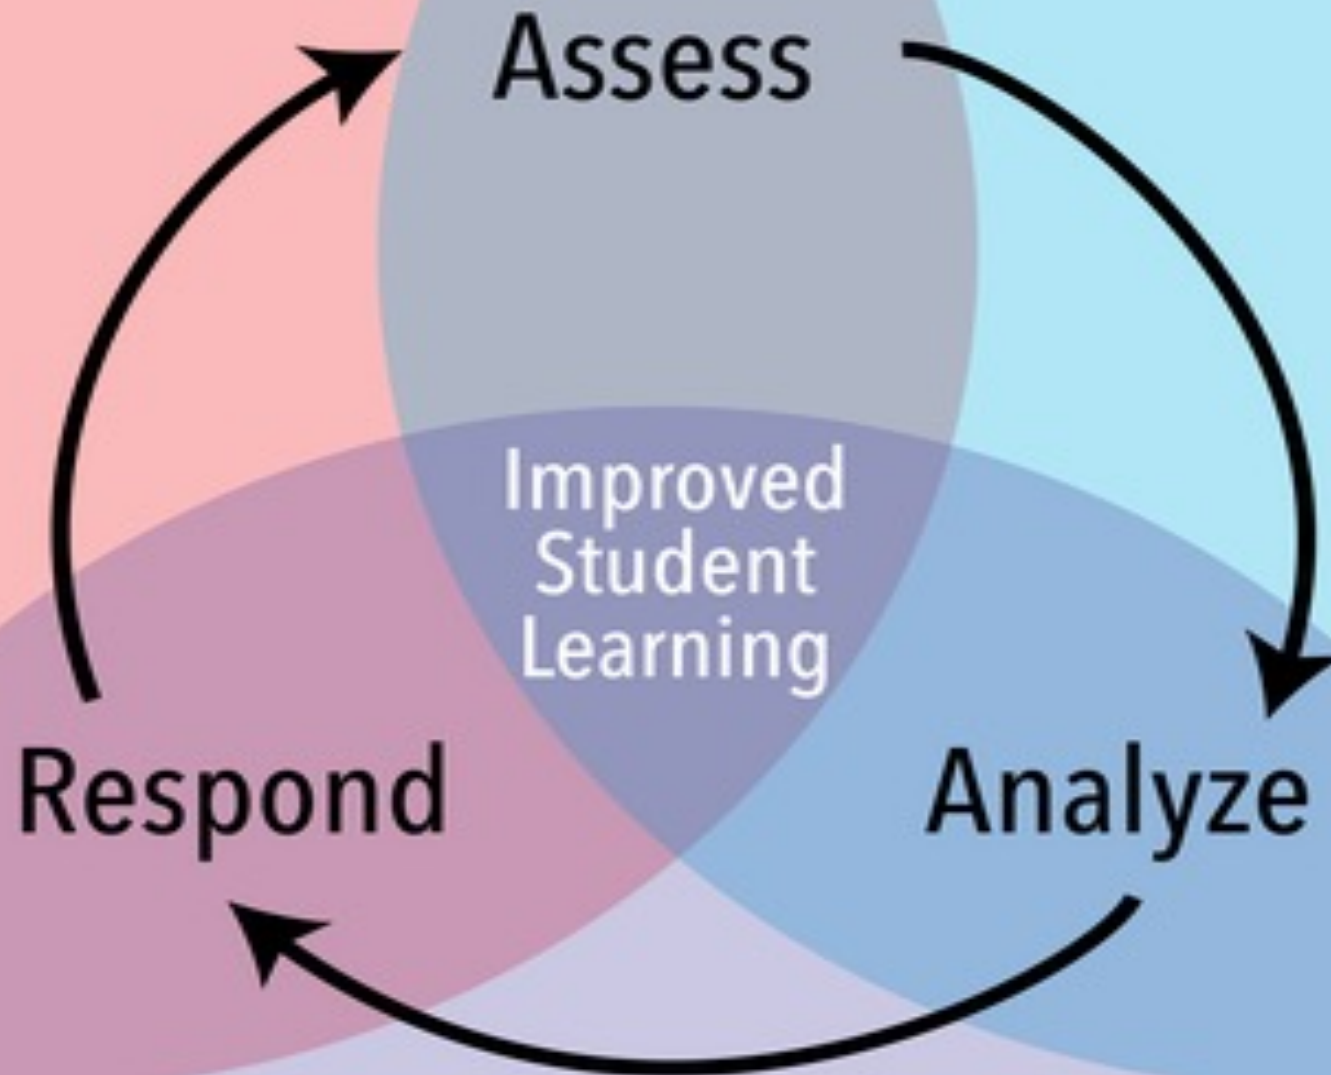 Assess
Improved
Student
Learning
Respond
Analyze